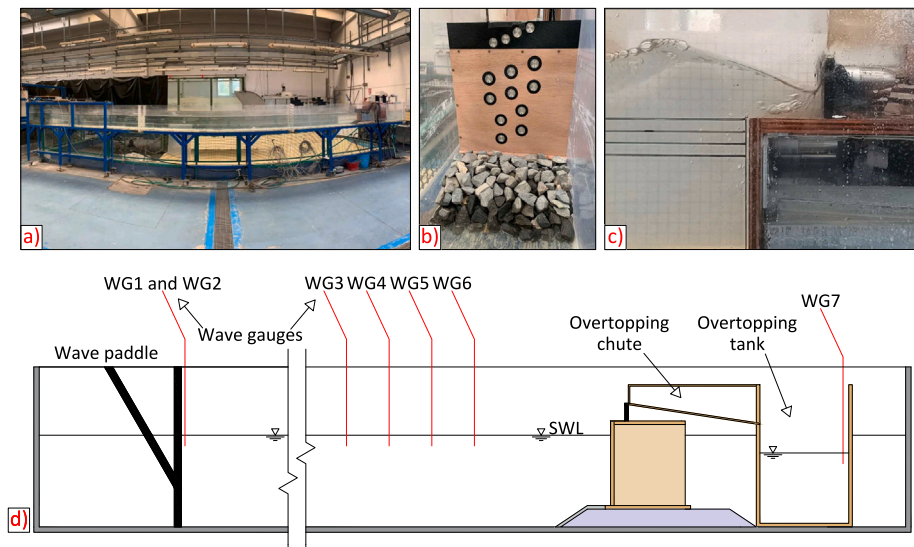 a)
b)
c)
WG1 and WG2
WG3 WG4 WG5 WG6
WG7
Wave gauges
Wave paddle
Overtopping
chute
Overtopping
tank
SWL
d)